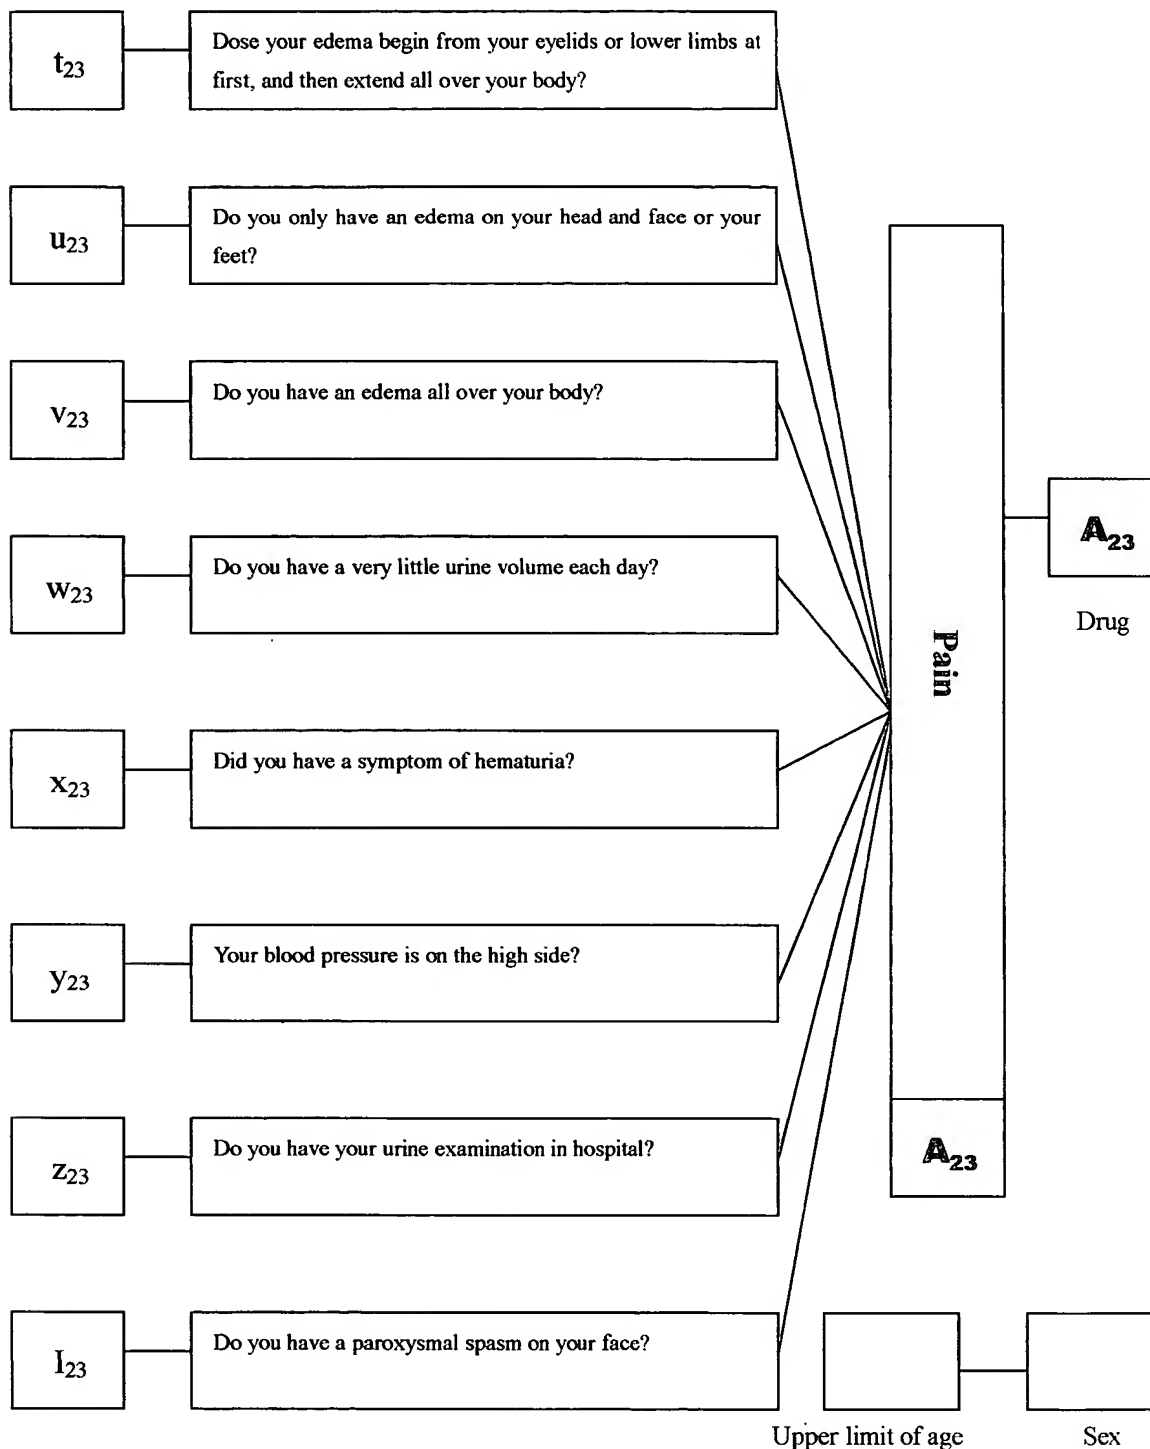 t23
Dose your edema begin from your eyelids or lower limbs at
first, and then extend all over your body?
u23
Do you only have an edema on your head and face or your
feet?
v23
Do you have an edema all over your body?
w23
Do you have a very little urine volume each day?
x23
Did you have a symptom of hematuria?
y23
Your blood pressure is on the high side?
z23
Do you have your urine examination in hospital?
I23
Do you have a paroxysmal spasm on your face?
Pain
A23
A23
Drug
Upper limit of age
Sex